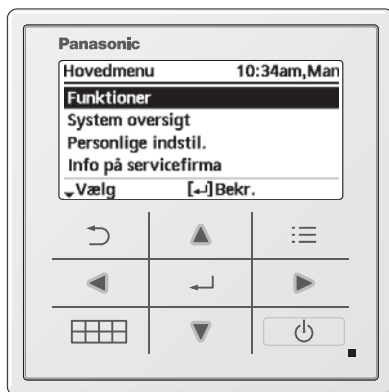 Panasonic
Hovedmenu 10:34am,Man
Funktioner
System oversigt
Personlige indstil.
Info på servicefirma
Vælg [↵]Bekr.